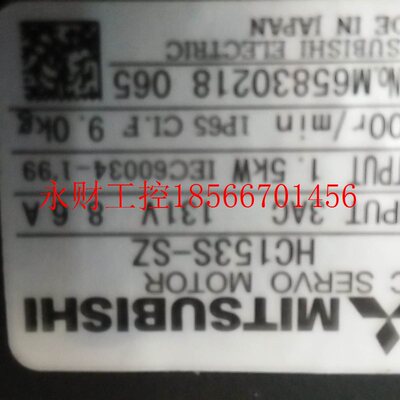 MITSUBISHI
C SERVO MOTOR
HC153S-SZ
PUT 3AC 131V 8.6A
TPUT 1.5kW IEC60034-1'99
00r/min IP65 CL.F 9.0kg
No.M65830218 065
SUBISHI ELECTRIC
DE IN JAPAN
永财工控18566701456